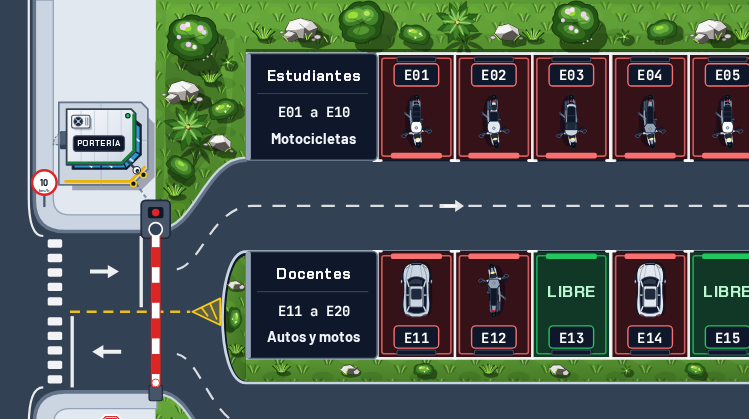 Estudiantes
E01 a E10
Motocicletas
E01
E02
E03
E04
E05
PORTERÍA
10
km/h
Docentes
E11 a E20
Autos y motos
LIBRE
LIBRE
E11
E12
E13
E14
E15